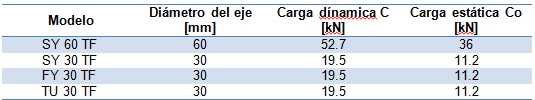 Modelo Diámetro del eje [mm] Carga dínamica C [kN] Carga estática Co [kN]
SY 60 TF 60 52.7 36
SY 30 TF 30 19.5 11.2
FY 30 TF 30 19.5 11.2
TU 30 TF 30 19.5 11.2